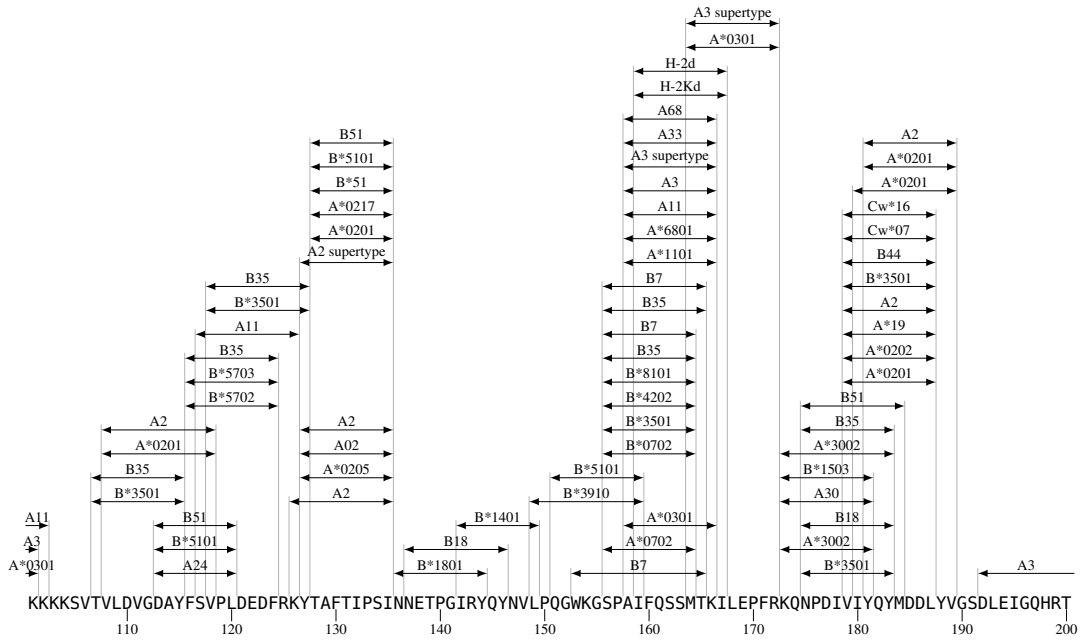 A3 supertype
A*0301
H-2d
H-2Kd
A68
B51 A33 A2
B*5101 A3 supertype A*0201
B*51 A3 A*0201
A*0217 A11 Cw*16
A*0201 A*6801 Cw*07
A2 supertype A*1101 B44
B35 B7 B*3501
B*3501 B35 A2
A11 B7 A*19
B35 B35 A*0202
B*5703 B*8101 A*0201
B*5702 B*4202 B51
A2 A2 B*3501 B35
A*0201 A02 B*0702 A*3002
B35 A*0205 B*5101 B*1503
B*3501 A2 B*3910 A30
A11 B51 B*1401 A*0301 B18
A3 B*5101 B18 A*0702 A*3002
A*0301 A24 B*1801 B7 B*3501 A3
KKKKSVTVLDVGDAYFSVPLDEDFRKYTAFTIPSINNETPGIRYQYNVLPQGWKGSPAIFQSSMTKILEPFRKQNPDIVIYQYMDDLYVGSDLEIGQHRT
110 120 130 140 150 160 170 180 190 200